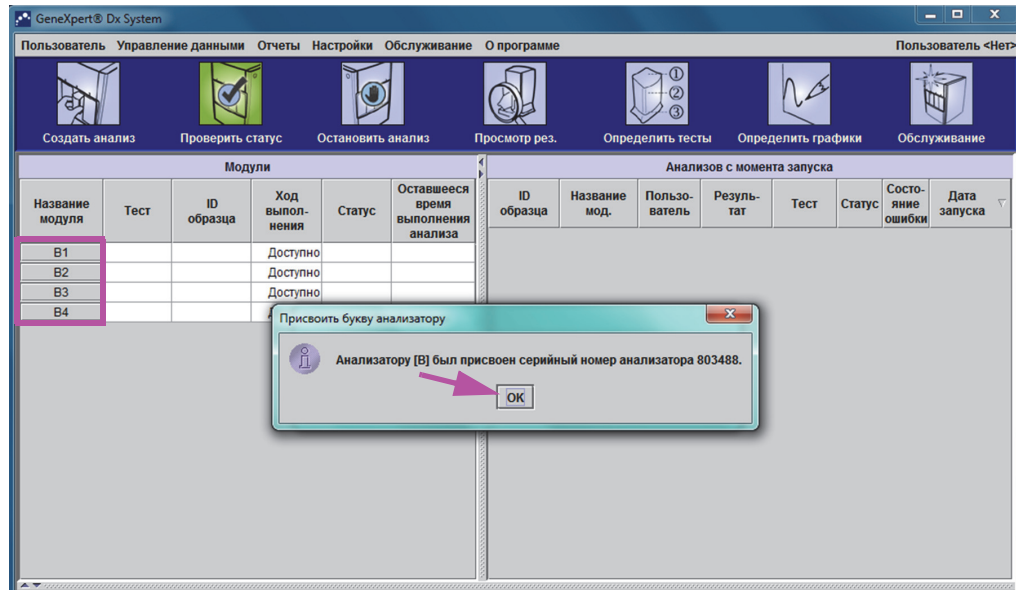 GeneXpert® Dx System
Пользователь Управление данными Отчеты Настройки Обслуживание О программе Пользователь <Нет>
Создать анализ Проверить статус Остановить анализ Просмотр рез. Определить тесты Определить графики Обслуживание
Модули
Название модуля
Тест
ID образца
Ход выпол-нения
Статус
Оставшееся время выполнения анализа
B1 Доступно
B2 Доступно
B3 Доступно
B4
Анализов с момента запуска
ID образца
Название мод.
Пользо-ватель
Резуль-тат
Тест
Статус
Состо-яние ошибки
Дата запуска
Присвоить букву анализатору
Анализатору [B] был присвоен серийный номер анализатора 803488.
OK